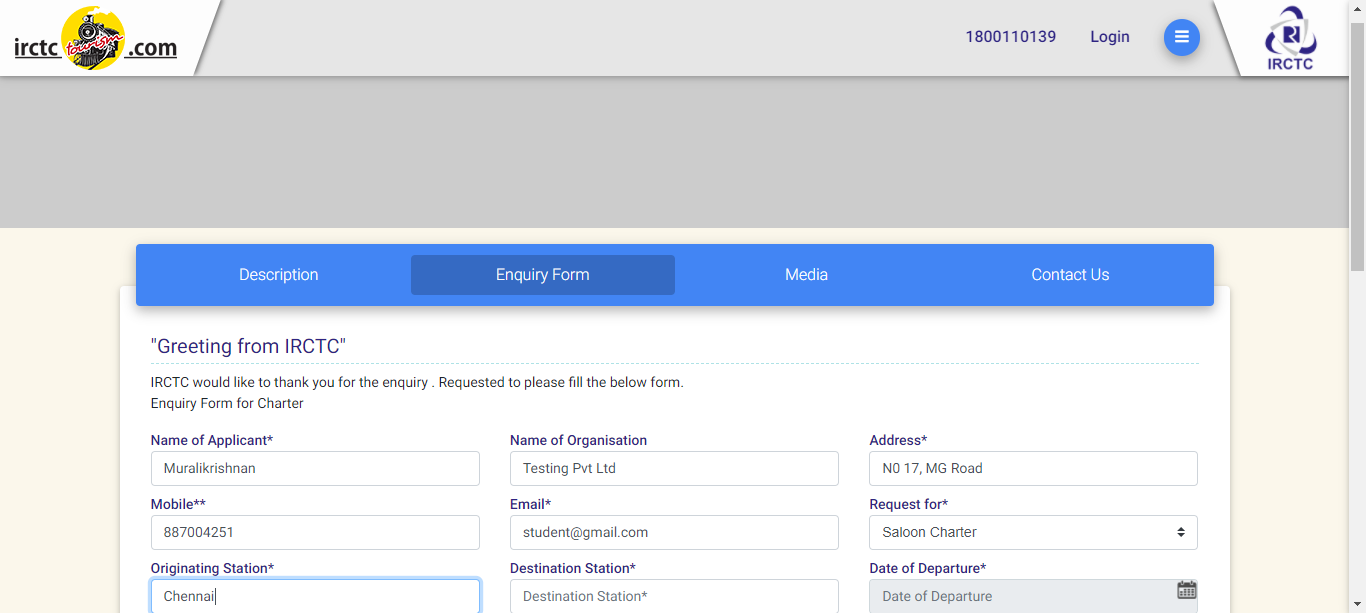 irctc tourism .com
1800110139 Login
IRCTC
Description Enquiry Form Media Contact Us
"Greeting from IRCTC"
IRCTC would like to thank you for the enquiry . Requested to please fill the below form.
Enquiry Form for Charter
Name of Applicant* Name of Organisation Address*
Muralikrishnan Testing Pvt Ltd N0 17, MG Road
Mobile** Email* Request for*
887004251 student@gmail.com Saloon Charter
Originating Station* Destination Station* Date of Departure*
Chennai Destination Station* Date of Departure